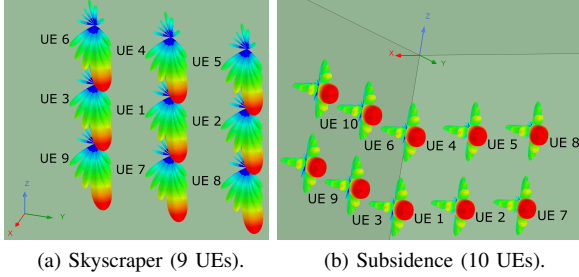 UE 6 UE 4 UE 5
UE 3 UE 1 UE 2
UE 9 UE 7 UE 8
Z
X Y
(a) Skyscraper (9 UEs).
Z
X Y
UE 10 UE 6 UE 4 UE 5 UE 8
UE 9 UE 3 UE 1 UE 2 UE 7
(b) Subsidence (10 UEs).